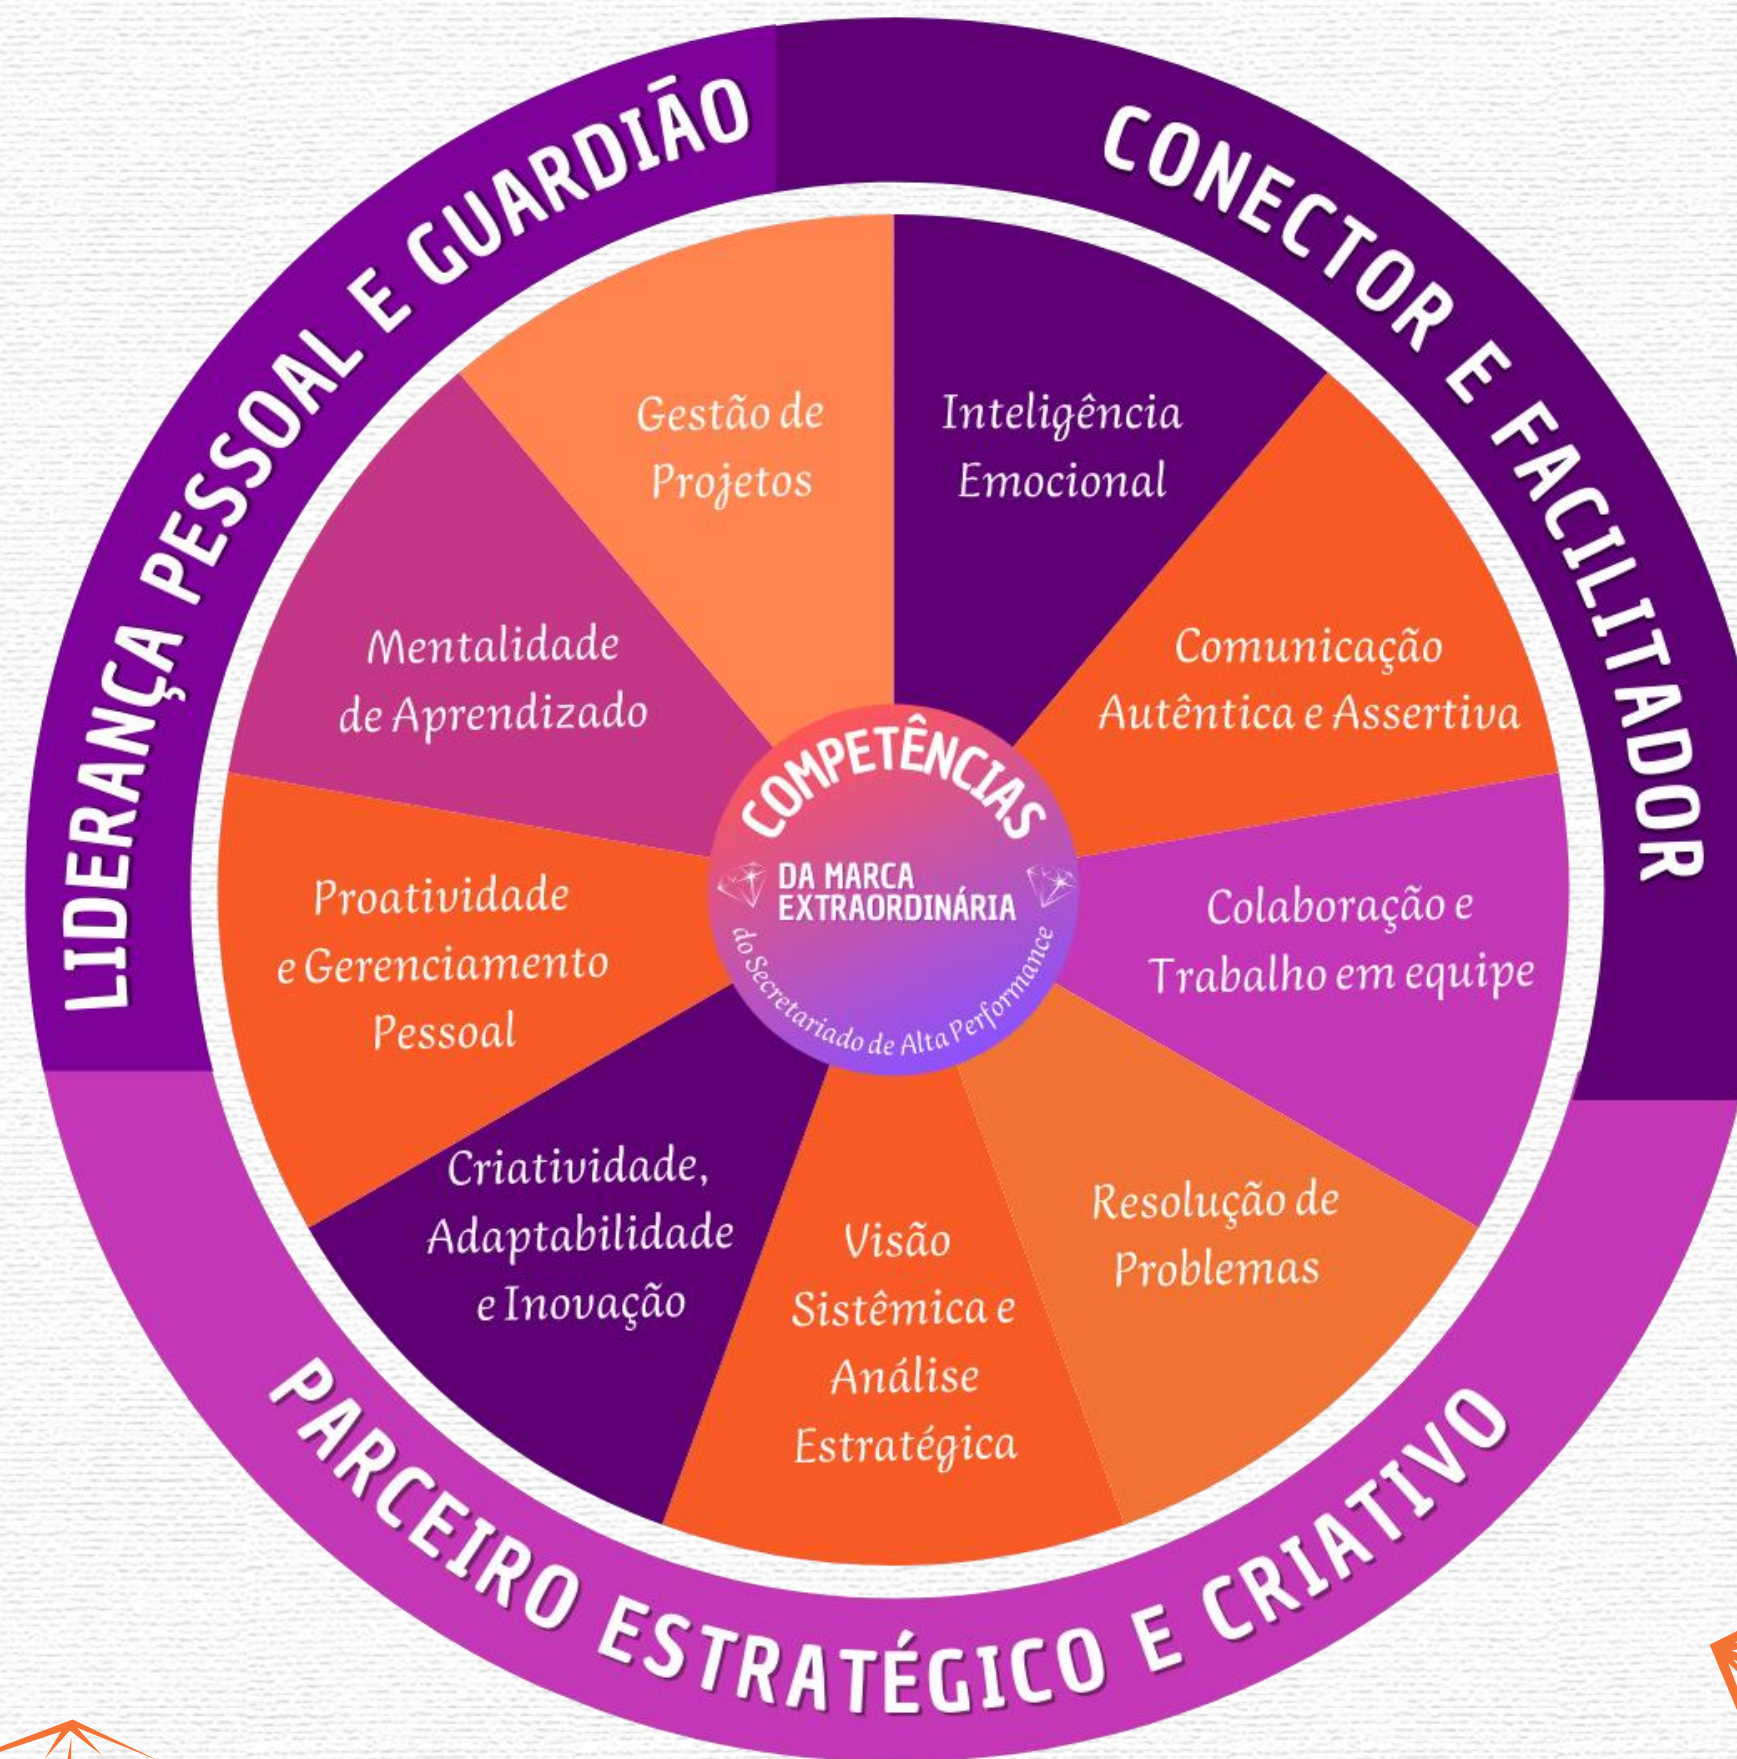 LIDERANÇA PESSOAL E GUARDIÃO
CONECTOR E FACILITADOR
PARCEIRO ESTRATÉGICO E CRIATIVO
Gestão de
Projetos
Inteligência
Emocional
Comunicação
Autêntica e Assertiva
Colaboração e
Trabalho em equipe
Resolução de
Problemas
Visão
Sistêmica e
Análise
Estratégica
Criatividade,
Adaptabilidade
e Inovação
Proatividade
e Gerenciamento
Pessoal
Mentalidade
de Aprendizado
COMPETÊNCIAS
DA MARCA
EXTRAORDINÁRIA
do Secretariado de Alta Performance